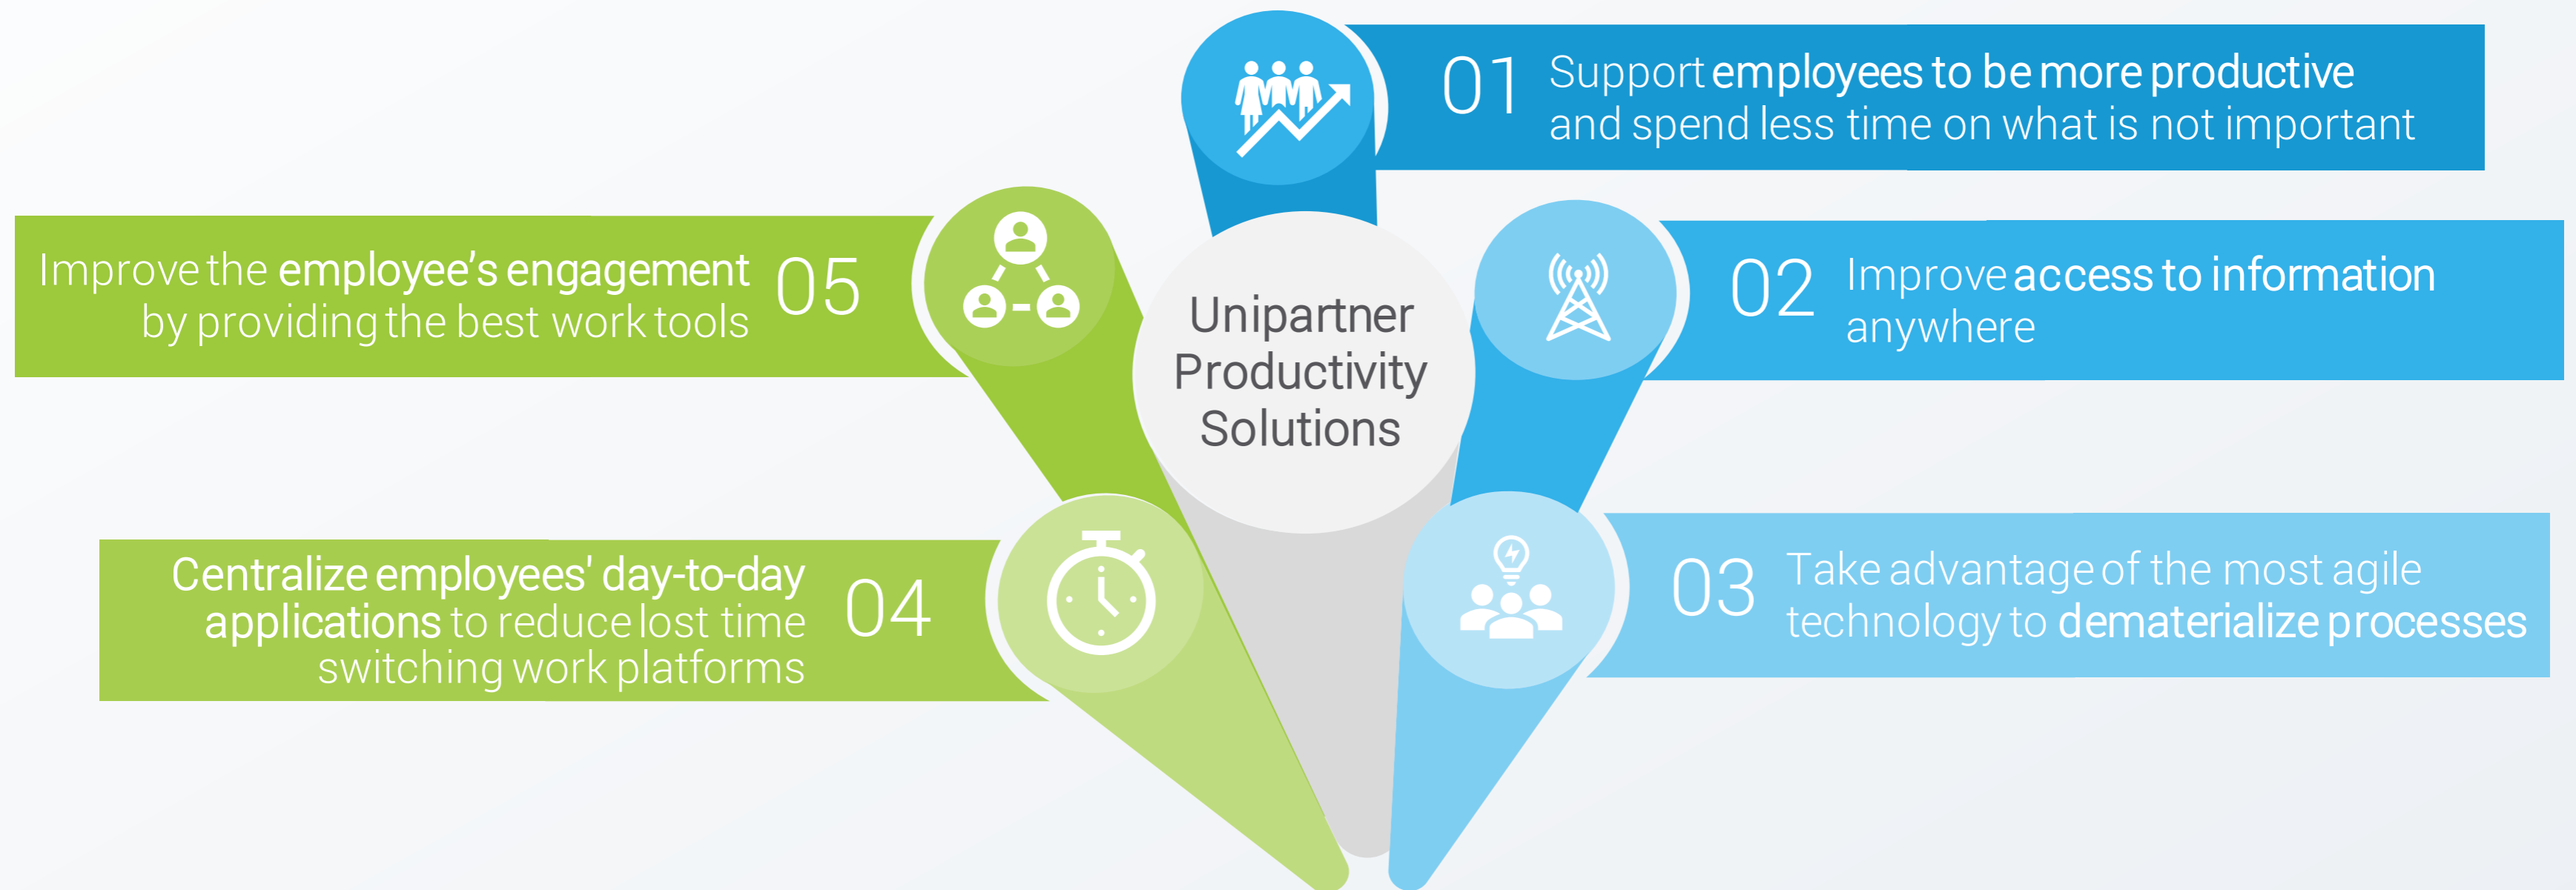 Unipartner
Productivity
Solutions
01
Support employees to be more productive
and spend less time on what is not important
02
Improve access to information
anywhere
03
Take advantage of the most agile
technology to dematerialize processes
04
Centralize employees' day-to-day
applications to reduce lost time
switching work platforms
05
Improve the employee’s engagement
by providing the best work tools